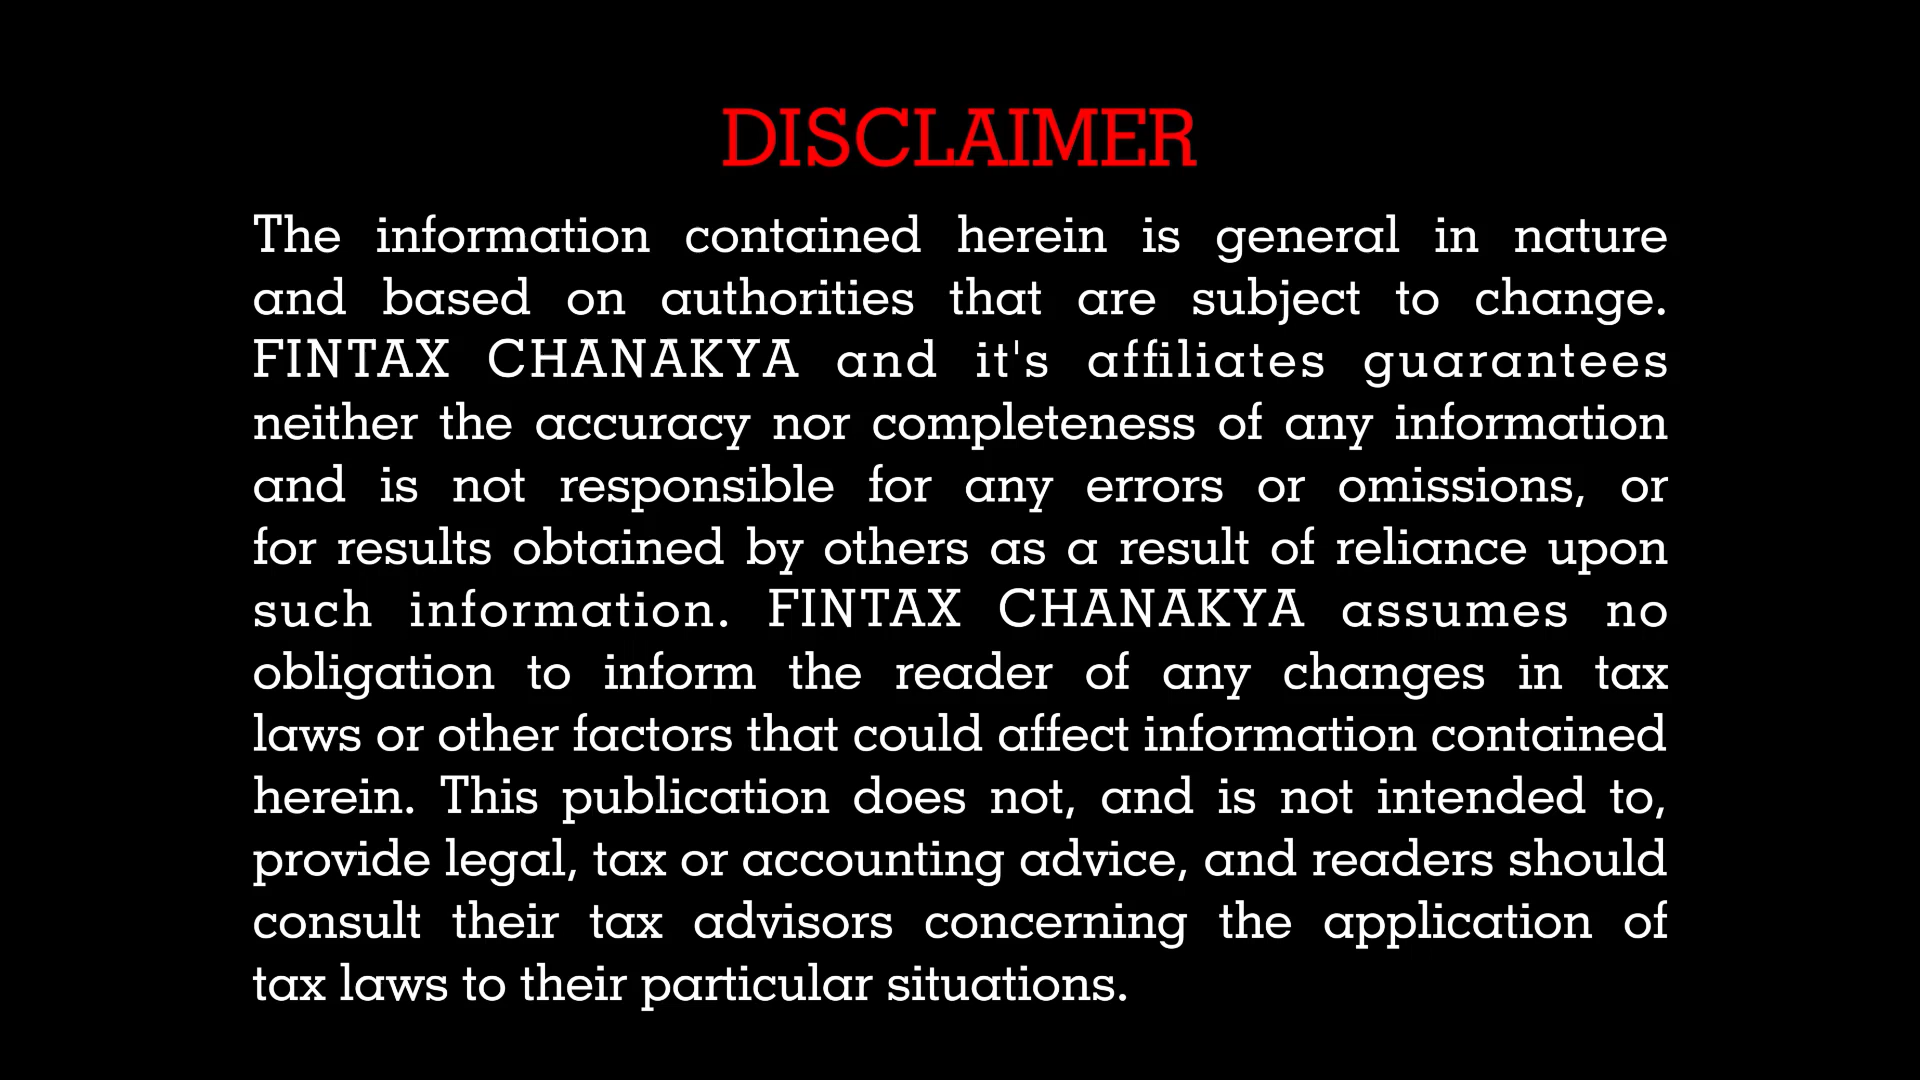 DISCLAIMER
The information contained herein is general in nature
and based on authorities that are subject to change.
FINTAX CHANAKYA and it's affiliates guarantees
neither the accuracy nor completeness of any information
and is not responsible for any errors or omissions, or
for results obtained by others as a result of reliance upon
such information. FINTAX CHANAKYA assumes no
obligation to inform the reader of any changes in tax
laws or other factors that could affect information contained
herein. This publication does not, and is not intended to,
provide legal, tax or accounting advice, and readers should
consult their tax advisors concerning the application of
tax laws to their particular situations.